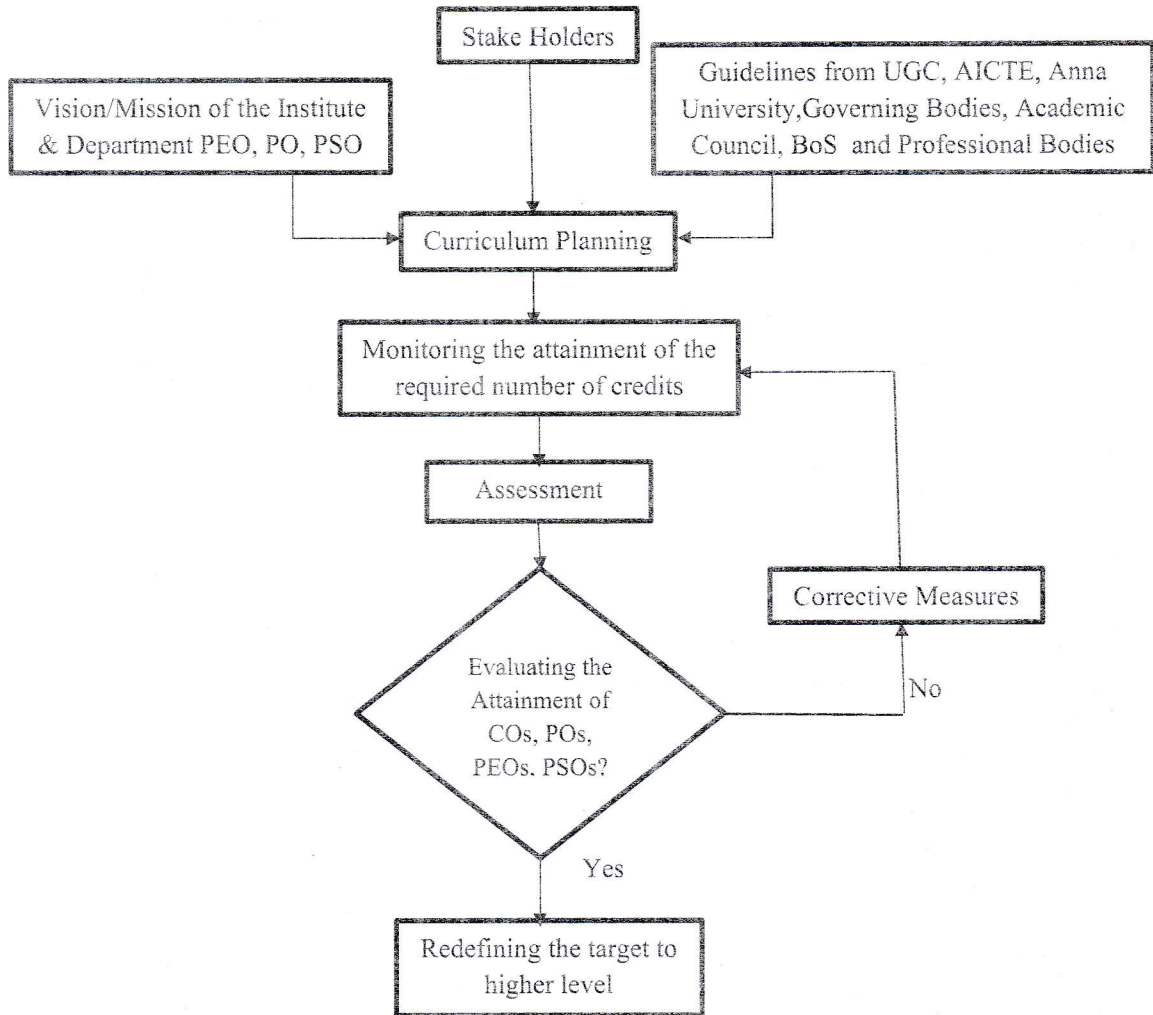 Stake Holders
Vision/Mission of the Institute
& Department PEO, PO, PSO
Guidelines from UGC, AICTE, Anna
University,Governing Bodies, Academic
Council, BoS and Professional Bodies
Curriculum Planning
Monitoring the attainment of the
required number of credits
Assessment
Corrective Measures
Evaluating the
Attainment of
COs, POs,
PEOs. PSOs?
No
Yes
Redefining the target to
higher level